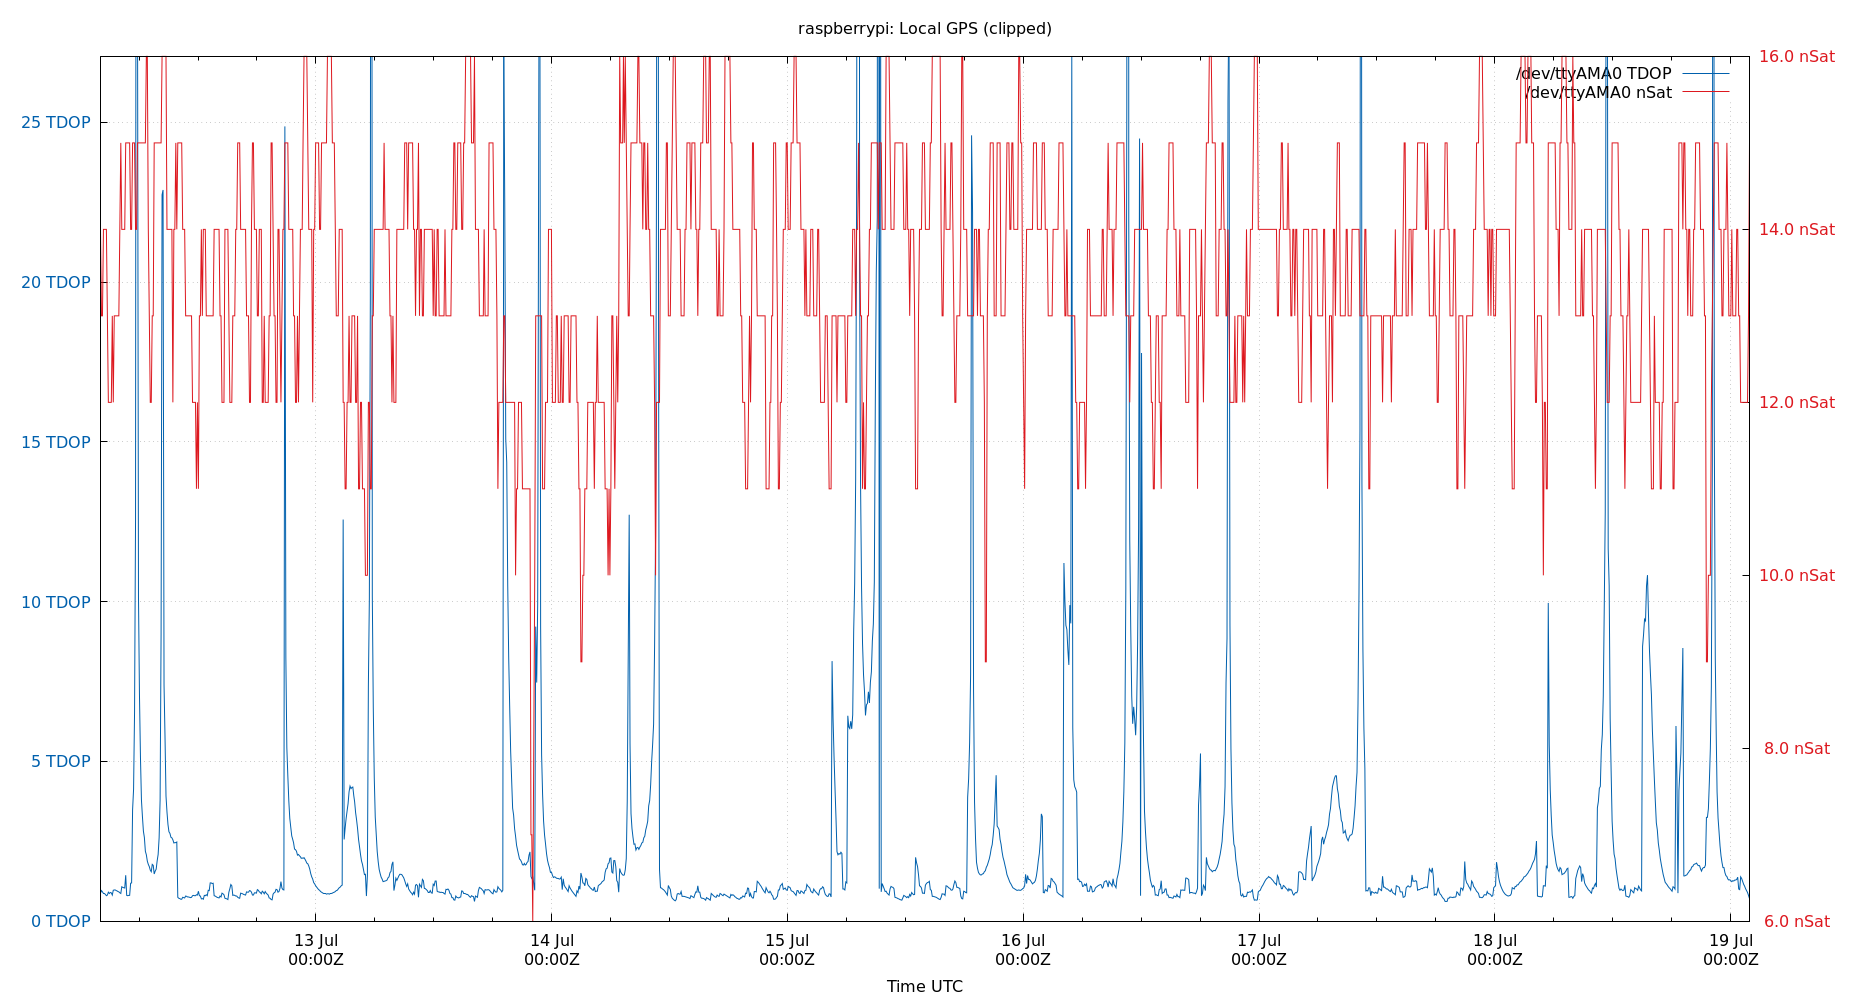 raspberrypi: Local GPS (clipped)
16.0 nSat
/dev/ttyAMA0 TDOP
/dev/ttyAMA0 nSat
25 TDOP
14.0 nSat
20 TDOP
12.0 nSat
15 TDOP
10.0 nSat
10 TDOP
8.0 nSat
5 TDOP
6.0 nSat
0 TDOP
13 Jul 14 Jul 15 Jul 16 Jul 17 Jul 18 Jul 19 Jul
00:00Z 00:00Z 00:00Z 00:00Z 00:00Z 00:00Z 00:00Z
Time UTC